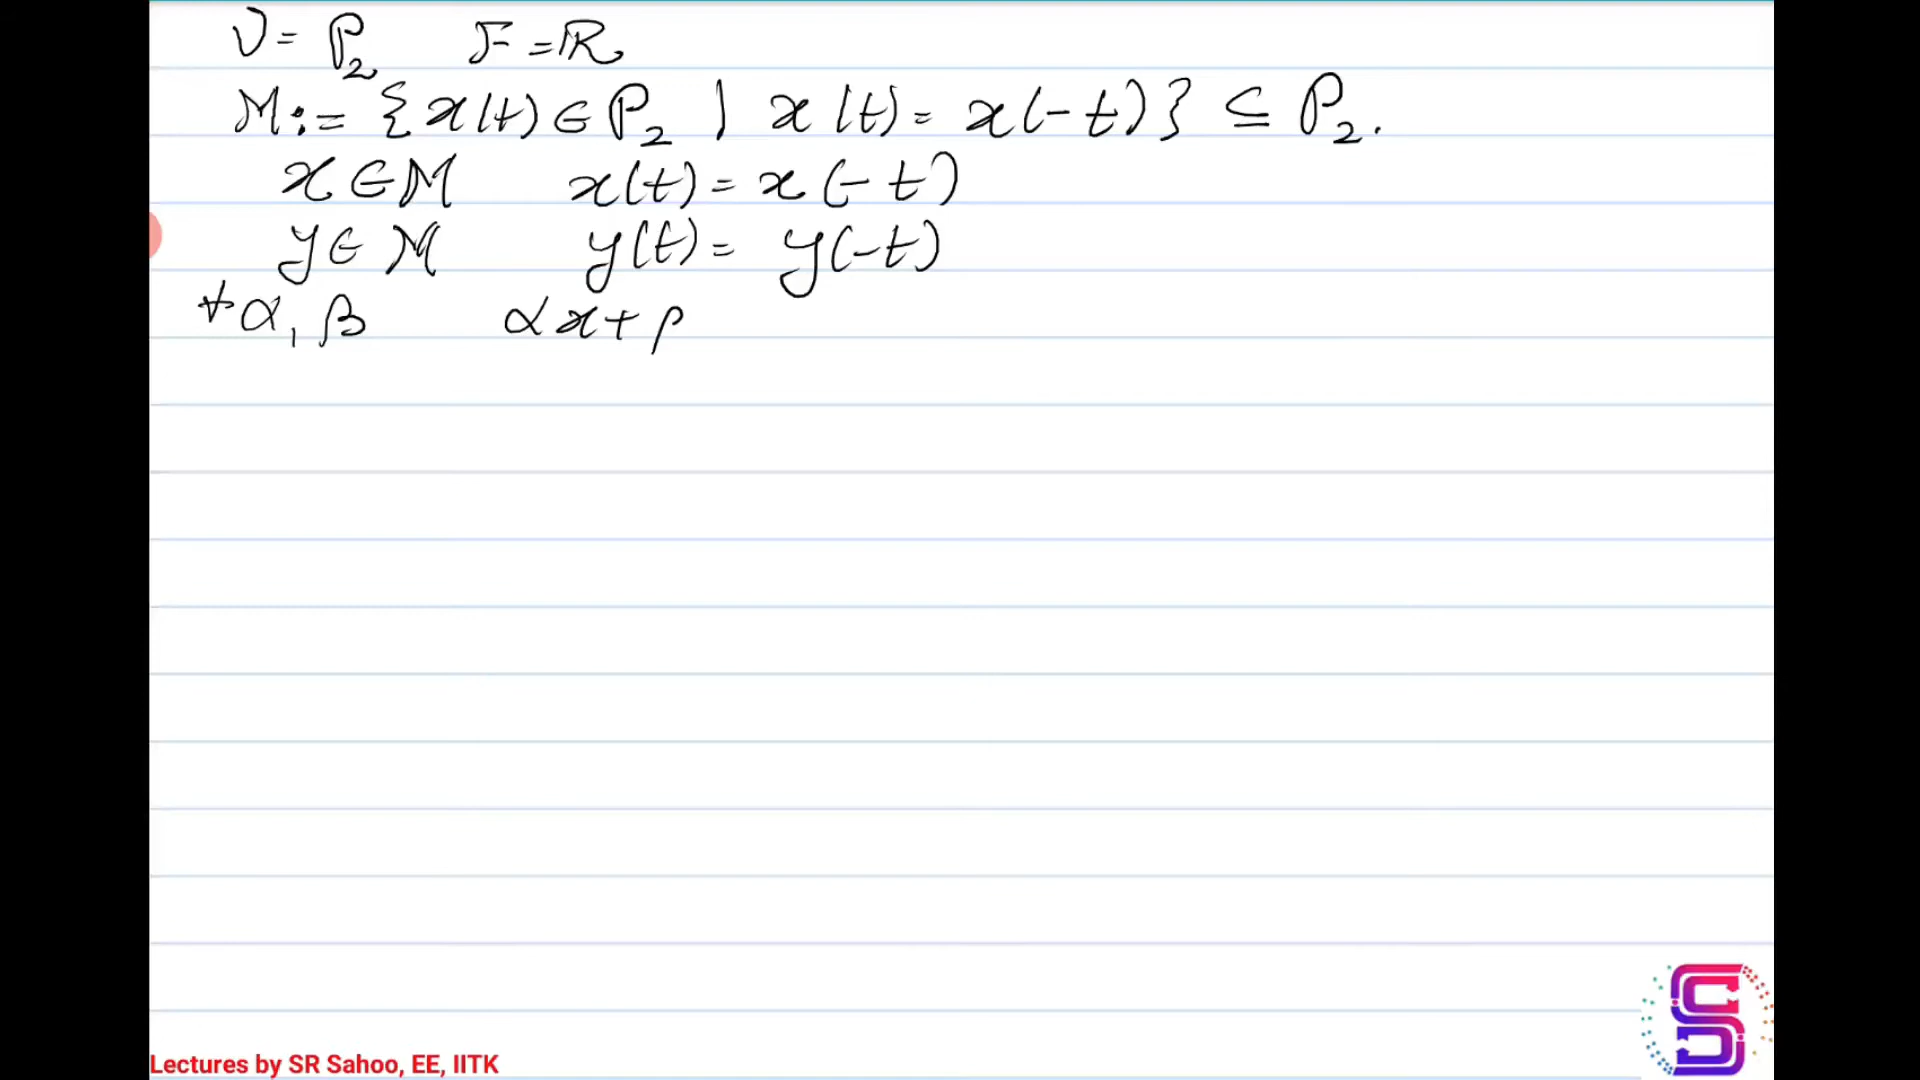 V = P₂ F = ℝ
M := {x(t) ∈ P₂ | x(t) = x(-t)} ⊆ P₂.
x ∈ M x(t) = x(-t)
y ∈ M y(t) = y(-t)
∀ α, β αx + β
Lectures by SR Sahoo, EE, IITK